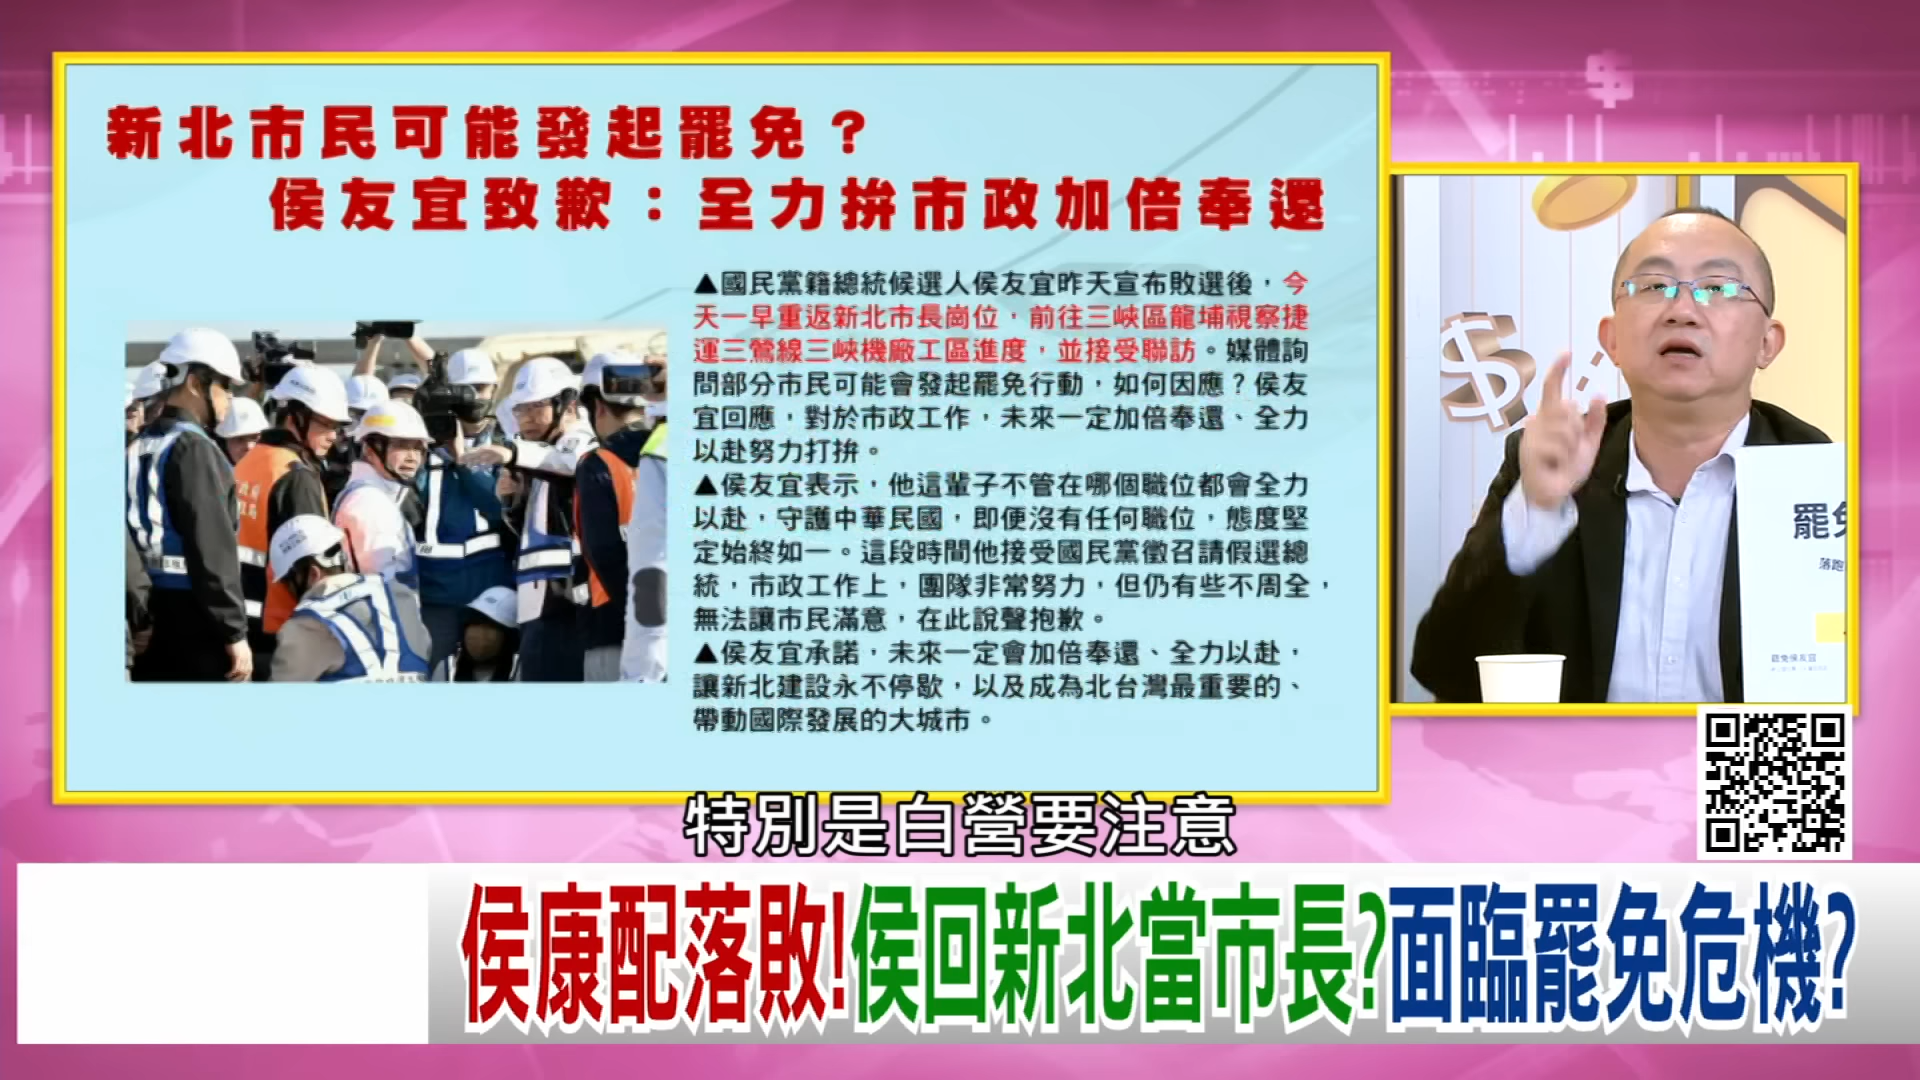 新北市民可能發起罷免？
侯友宜致歉：全力拚市政加倍奉還
▲國民黨籍總統候選人侯友宜昨天宣布敗選後，今
天一早重返新北市長崗位，前往三峽區龍埔視察捷
運三鶯線三峽機廠工區進度，並接受聯訪。媒體詢
問部分市民可能會發起罷免行動，如何因應？侯友
宜回應，對於市政工作，未來一定加倍奉還、全力
以赴努力打拚。
▲侯友宜表示，他這輩子不管在哪個職位都會全力
以赴，守護中華民國，即便沒有任何職位，態度堅
定始終如一。這段時間他接受國民黨徵召請假選總
統，市政工作上，團隊非常努力，但仍有些不周全，
無法讓市民滿意，在此說聲抱歉。
▲侯友宜承諾，未來一定會加倍奉還、全力以赴，
讓新北建設永不停歇，以及成為北台灣最重要的、
帶動國際發展的大城市。
罷免
落跑
罷免侯友宜
特別是白營要注意
侯康配落敗!侯回新北當市長?面臨罷免危機?